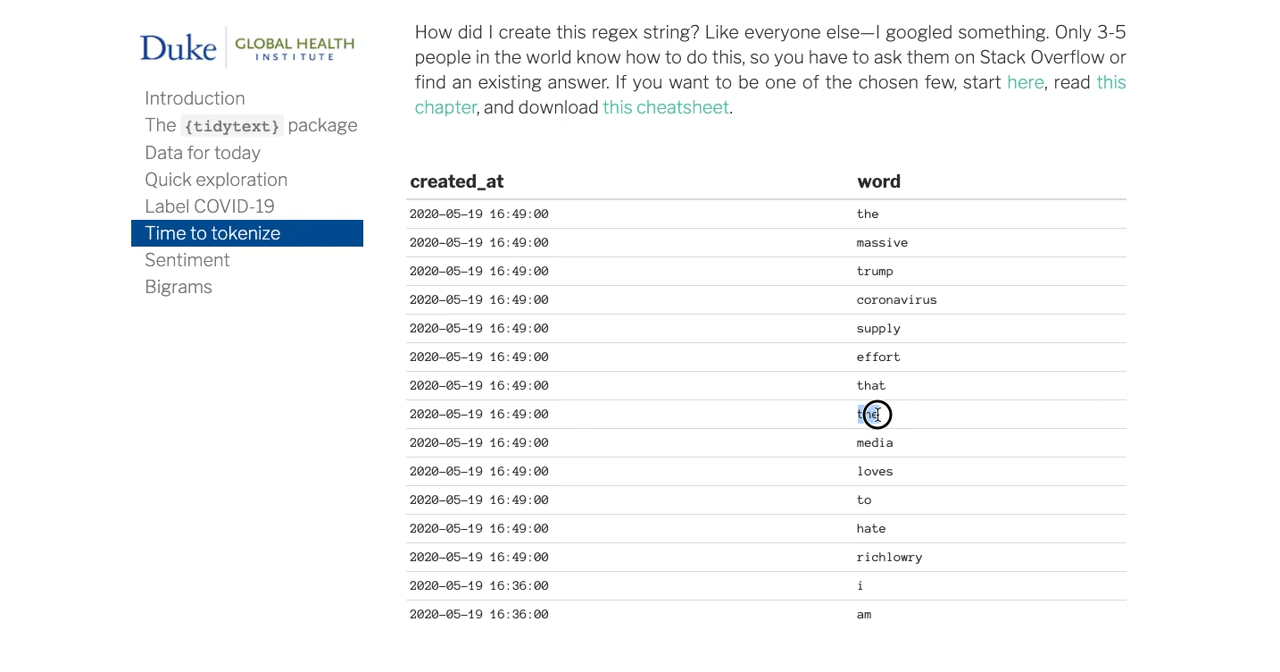 Duke GLOBAL HEALTH INSTITUTE
Introduction
The {tidytext} package
Data for today
Quick exploration
Label COVID-19
Time to tokenize
Sentiment
Bigrams
How did I create this regex string? Like everyone else—I googled something. Only 3-5
people in the world know how to do this, so you have to ask them on Stack Overflow or
find an existing answer. If you want to be one of the chosen few, start here, read this
chapter, and download this cheatsheet.
created_at word
2020-05-19 16:49:00 the
2020-05-19 16:49:00 massive
2020-05-19 16:49:00 trump
2020-05-19 16:49:00 coronavirus
2020-05-19 16:49:00 supply
2020-05-19 16:49:00 effort
2020-05-19 16:49:00 that
2020-05-19 16:49:00 the
2020-05-19 16:49:00 media
2020-05-19 16:49:00 loves
2020-05-19 16:49:00 to
2020-05-19 16:49:00 hate
2020-05-19 16:49:00 richlowry
2020-05-19 16:36:00 i
2020-05-19 16:36:00 am